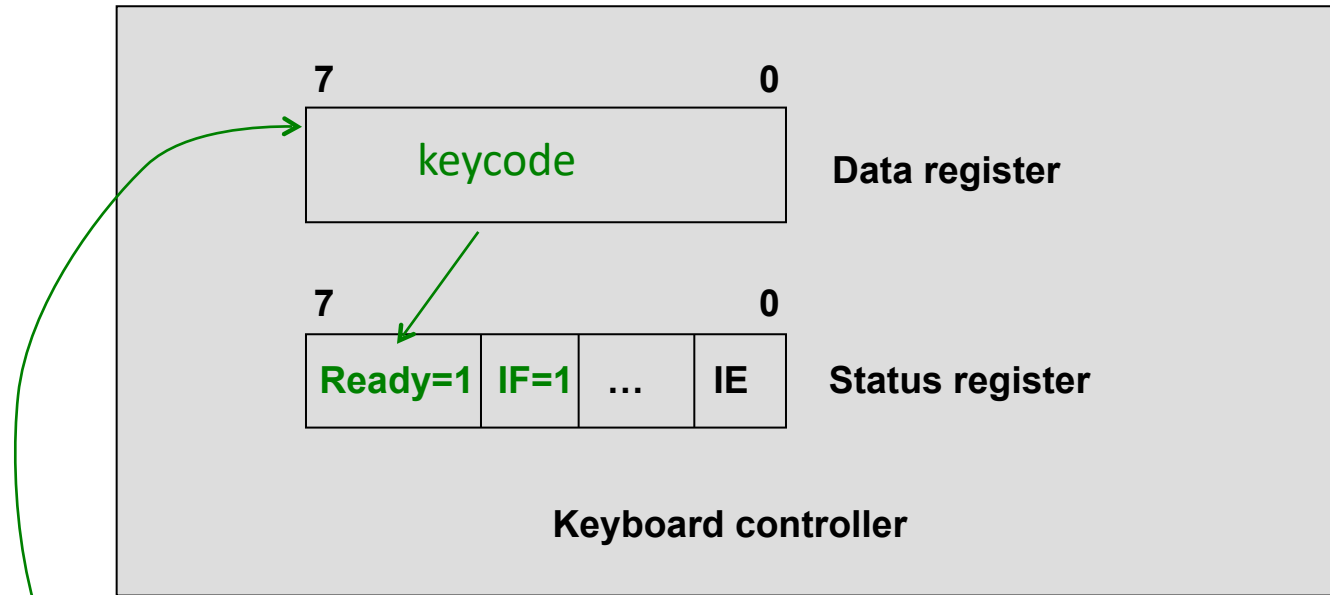 7 0
keycode
Data register
7 0
Ready=1 IF=1 … IE Status register
Keyboard controller